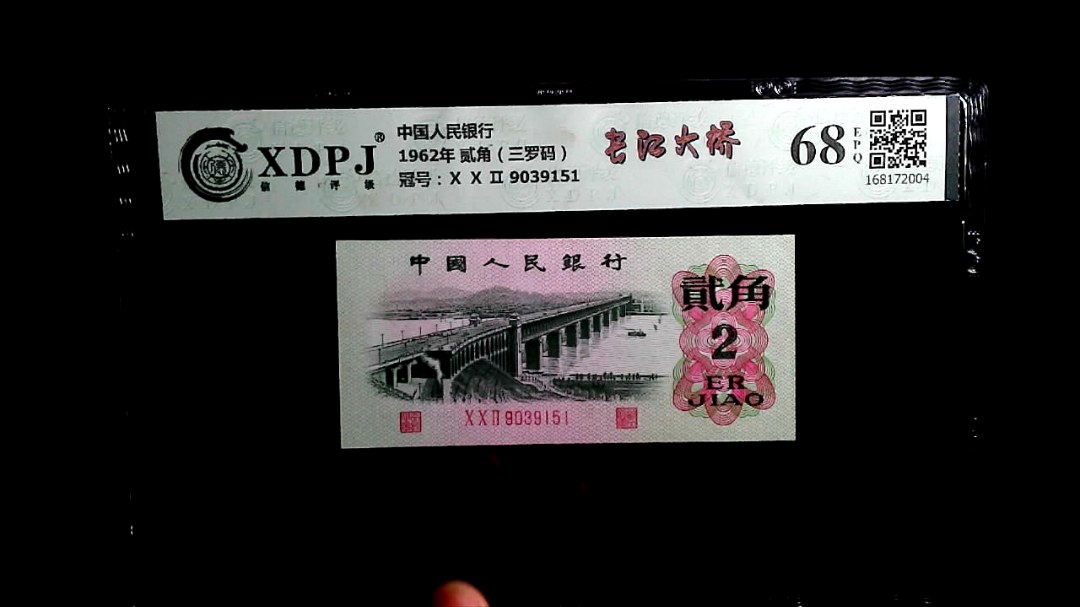 XDPJ®
信德评级
中国人民银行
1962年 贰角（三罗码）
冠号：X X II 9039151
长江大桥
68
EPQ
168172004
中國人民銀行
貳角
2
ER
JIAO
XXII 9039151